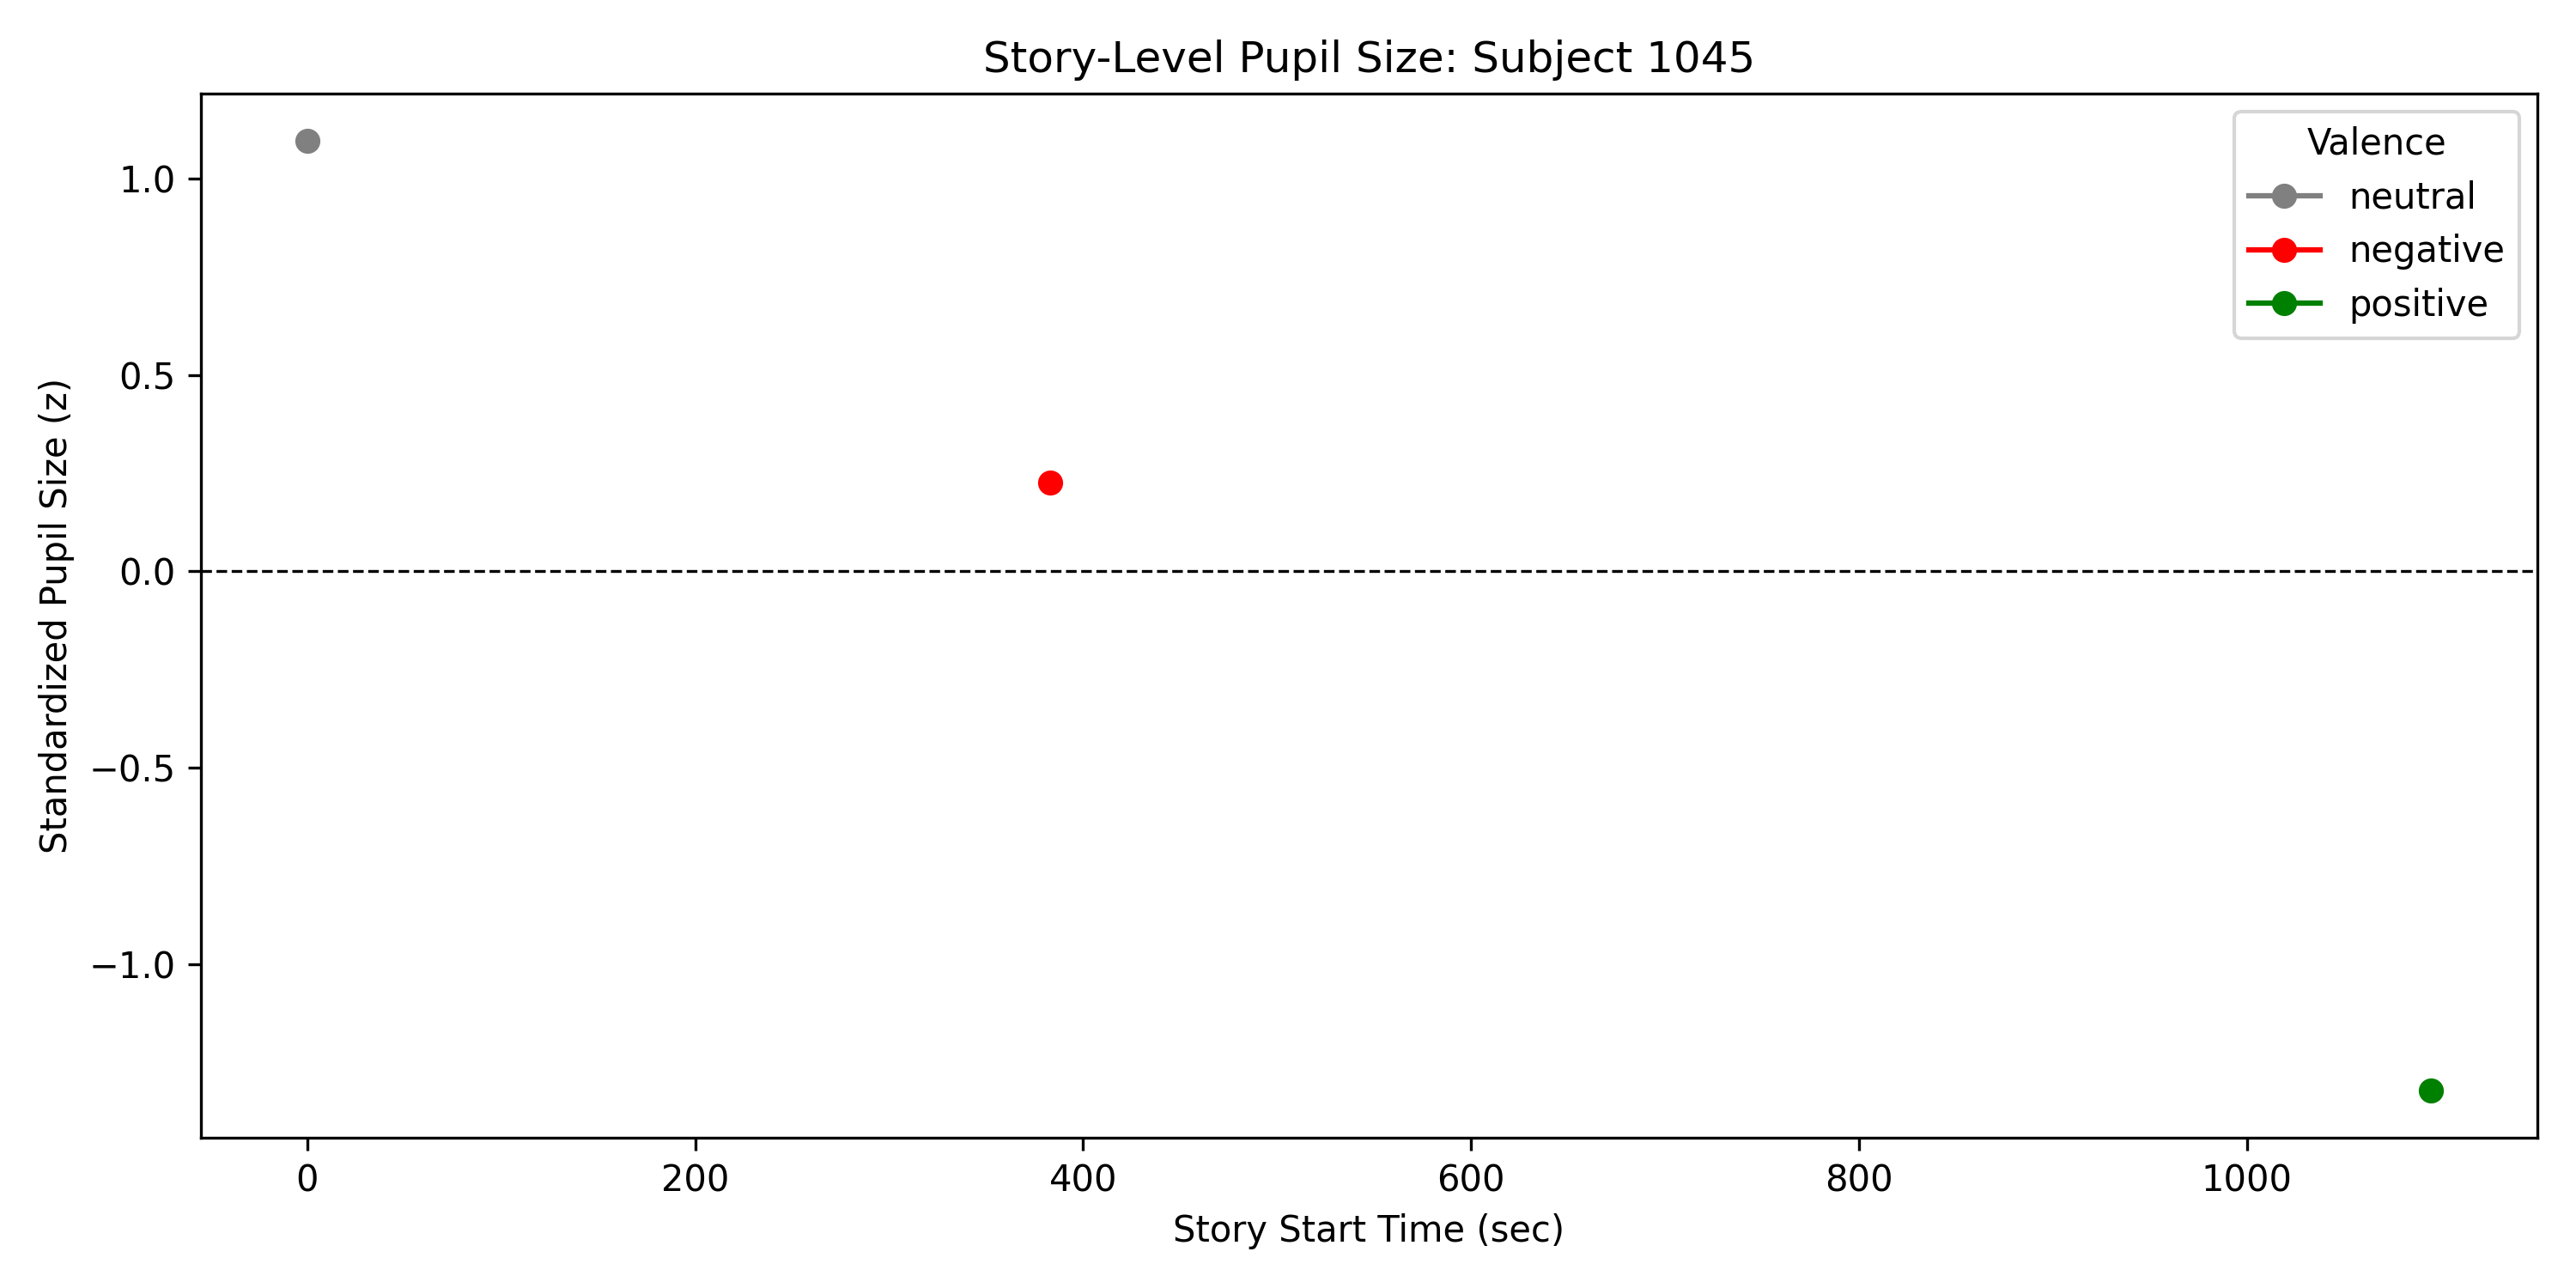 Story-Level Pupil Size: Subject 1045
Valence
neutral
negative
positive
Standardized Pupil Size (z)
1.0
0.5
0.0
−0.5
−1.0
0 200 400 600 800 1000
Story Start Time (sec)